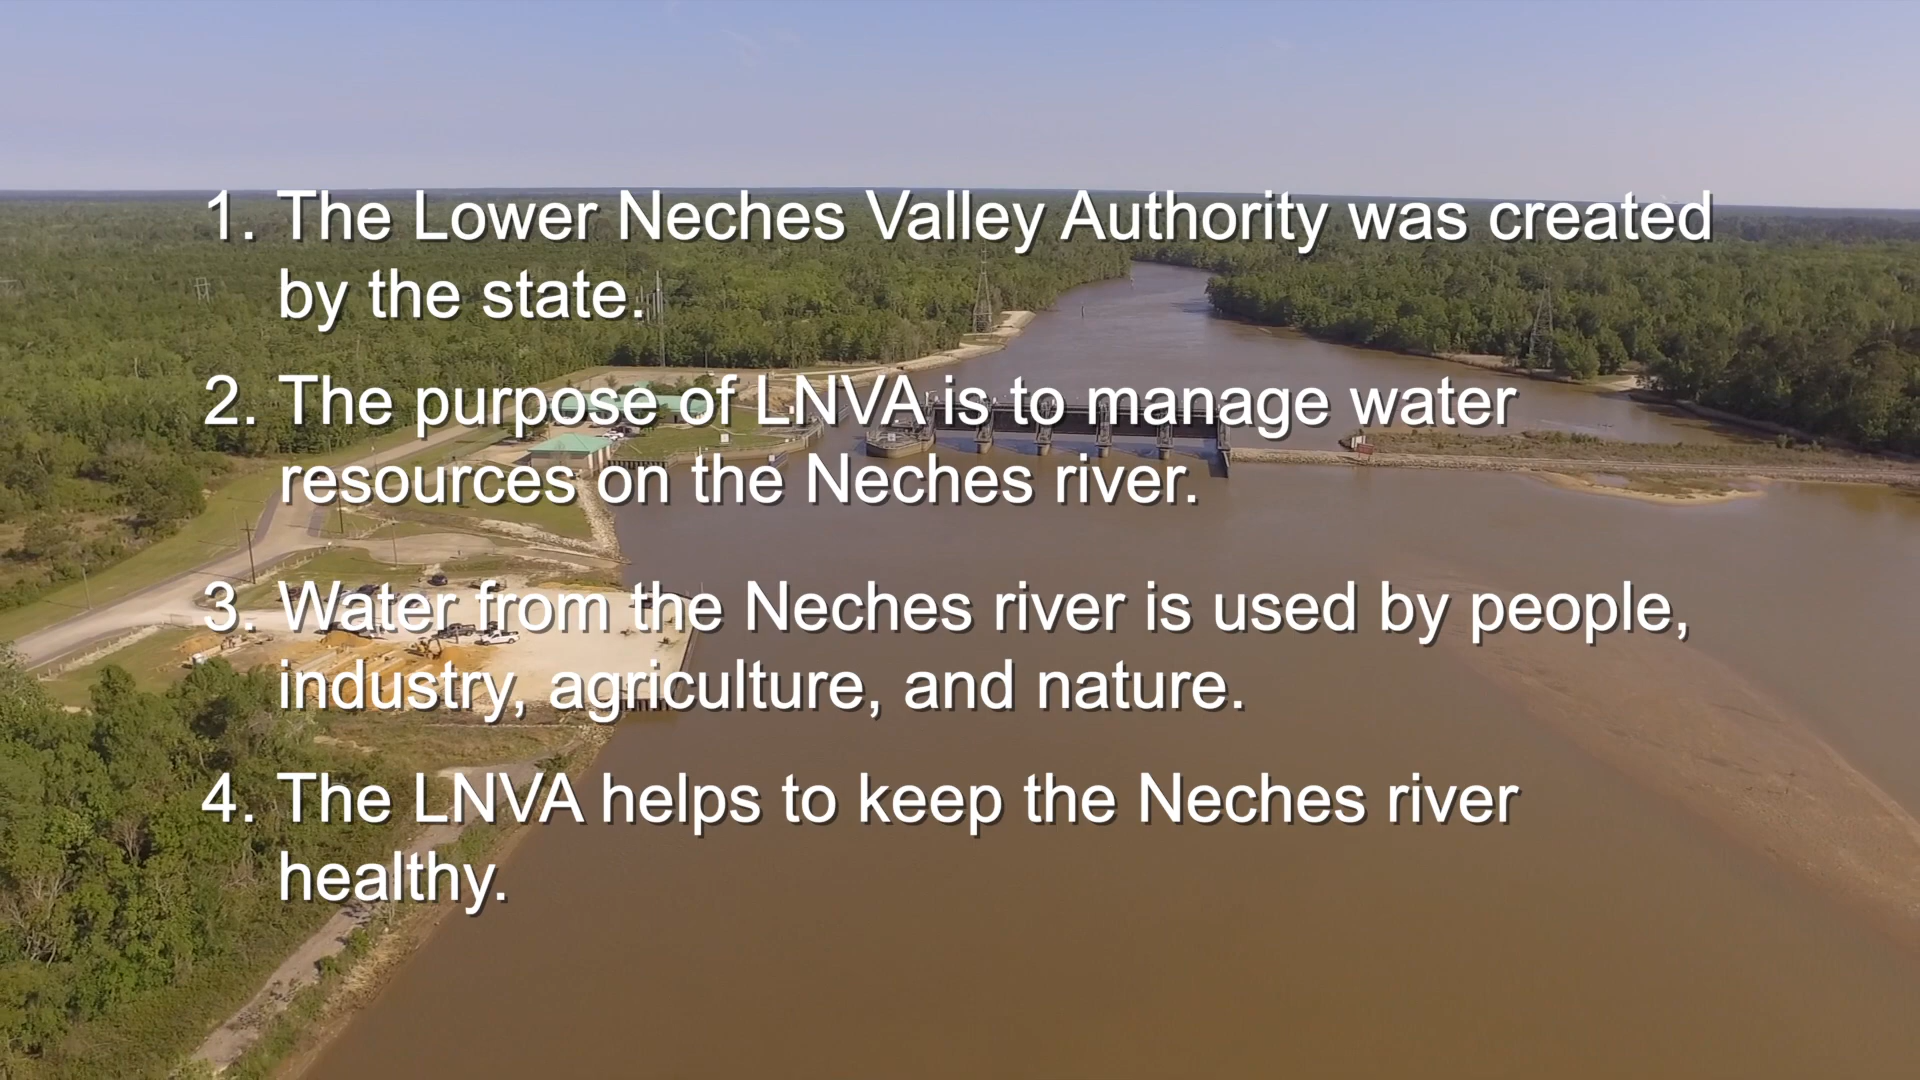 1. The Lower Neches Valley Authority was created
by the state.
2. The purpose of LNVA is to manage water
resources on the Neches river.
3. Water from the Neches river is used by people,
industry, agriculture, and nature.
4. The LNVA helps to keep the Neches river
healthy.